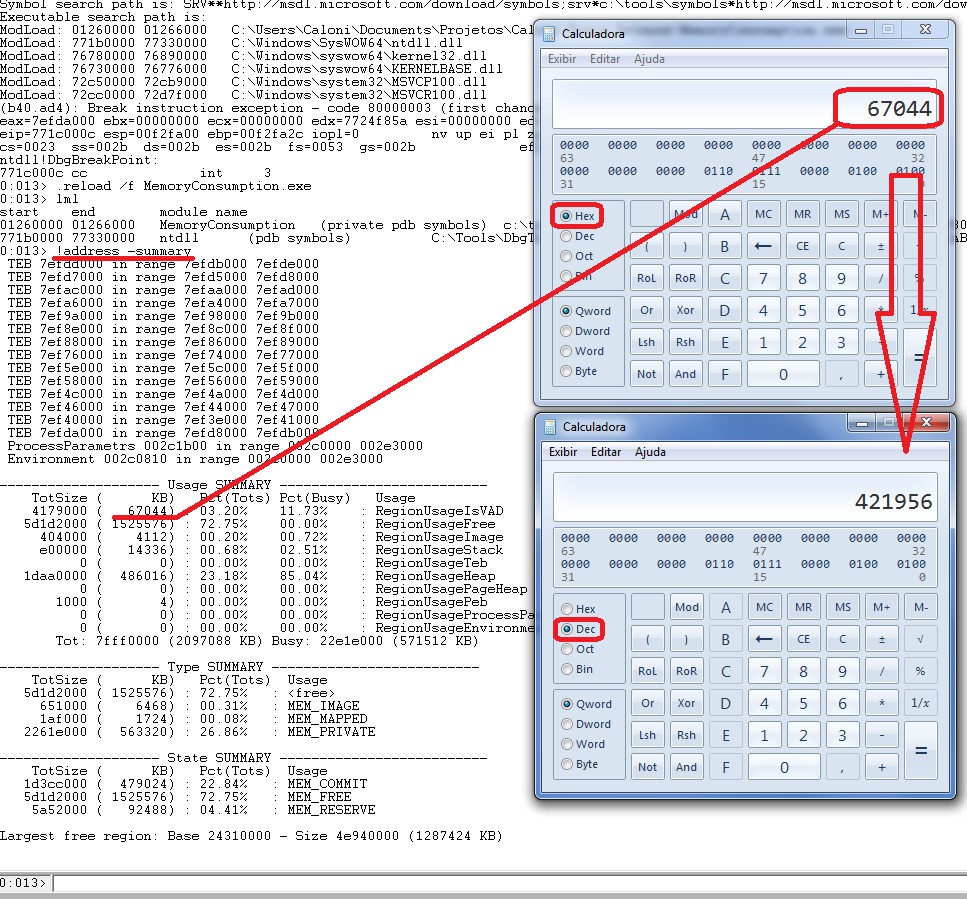 Symbol search path is: SRV**http://msdl.microsoft.com/download/symbols;srv*c:\tools\symbols*http://msdl.microsoft.com/dow
Executable search path is:
ModLoad: 01260000 01266000   C:\Users\Caloni\Documents\Projetos\Cal
ModLoad: 771b0000 77330000   C:\Windows\SysWOW64\ntdll.dll
ModLoad: 76780000 76890000   C:\Windows\syswow64\kernel32.dll
ModLoad: 76730000 76776000   C:\Windows\syswow64\KERNELBASE.dll
ModLoad: 72c50000 72cb9000   C:\Windows\system32\MSVCP100.dll
ModLoad: 72cc0000 72d7f000   C:\Windows\system32\MSVCR100.dll
(b40.ad4): Break instruction exception - code 80000003 (first chanc
eax=7efda000 ebx=00000000 ecx=00000000 edx=7724f85a esi=00000000 ed
eip=771c000c esp=00f2fa00 ebp=00f2fa2c iopl=0         nv up ei pl z
cs=0023  ss=002b  ds=002b  es=002b  fs=0053  gs=002b             ef
ntdll!DbgBreakPoint:
771c000c cc              int     3
0:013> .reload /f MemoryConsumption.exe
0:013> lml
start    end        module name
01260000 01266000   MemoryConsumption   (private pdb symbols)  c:\t
771b0000 77330000   ntdll      (pdb symbols)          C:\Tools\DbgT
0:013> !address -summary
TEB 7efdd000 in range 7efdb000 7efde000
TEB 7efd7000 in range 7efd5000 7efd8000
TEB 7efac000 in range 7efaa000 7efad000
TEB 7efa6000 in range 7efa4000 7efa7000
TEB 7ef9a000 in range 7ef98000 7ef9b000
TEB 7ef8e000 in range 7ef8c000 7ef8f000
TEB 7ef88000 in range 7ef86000 7ef89000
TEB 7ef76000 in range 7ef74000 7ef77000
TEB 7ef5e000 in range 7ef5c000 7ef5f000
TEB 7ef58000 in range 7ef56000 7ef59000
TEB 7ef4c000 in range 7ef4a000 7ef4d000
TEB 7ef46000 in range 7ef44000 7ef47000
TEB 7ef40000 in range 7ef3e000 7ef41000
TEB 7efda000 in range 7efd8000 7efdb000
ProcessParametrs 002c1b00 in range 002c0000 002e3000
Environment 002c0810 in range 002c0000 002e3000
-------------------- Usage SUMMARY --------------------------
TotSize (      KB)   Pct(Tots) Pct(Busy)   Usage
4179000 (   67044) : 03.20%    11.73%    : RegionUsageIsVAD
5d1d2000 ( 1525576) : 72.75%    00.00%    : RegionUsageFree
404000 (    4112) : 00.20%    00.72%    : RegionUsageImage
e00000 (   14336) : 00.68%    02.51%    : RegionUsageStack
0 (       0) : 00.00%    00.00%    : RegionUsageTeb
1daa0000 (  486016) : 23.18%    85.04%    : RegionUsageHeap
0 (       0) : 00.00%    00.00%    : RegionUsagePageHeap
1000 (       4) : 00.00%    00.00%    : RegionUsagePeb
0 (       0) : 00.00%    00.00%    : RegionUsageProcessPa
0 (       0) : 00.00%    00.00%    : RegionUsageEnvironme
Tot: 7fff0000 (2097088 KB) Busy: 22e1e000 (571512 KB)
-------------------- Type SUMMARY --------------------------
TotSize (      KB)   Pct(Tots)  Usage
5d1d2000 ( 1525576) : 72.75%   : <free>
651000 (    6468) : 00.31%   : MEM_IMAGE
1af000 (    1724) : 00.08%   : MEM_MAPPED
2261e000 (  563320) : 26.86%   : MEM_PRIVATE
-------------------- State SUMMARY --------------------------
TotSize (      KB)   Pct(Tots)  Usage
1d3cc000 (  479024) : 22.84%   : MEM_COMMIT
5d1d2000 ( 1525576) : 72.75%   : MEM_FREE
5a52000 (   92488) : 04.41%   : MEM_RESERVE
Largest free region: Base 24310000 - Size 4e940000 (1287424 KB)
0:013>
Calculadora
Exibir Editar Ajuda
67044
0000 0000 0000 0000 0000 0000 0000 0000
63 47 32
0000 0000 0000 0110 0111 0000 0100 0100
31 15
Hex Mod A MC MR MS M+ M-
Dec ( ) B ← CE C ±
Oct
Bin RoL RoR C 7 8 9 / %
Qword Or Xor D 4 5 6 * 1/x
Dword
Word Lsh Rsh E 1 2 3 - =
Byte Not And F 0 , +
Calculadora
Exibir Editar Ajuda
421956
0000 0000 0000 0000 0000 0000 0000 0000
63 47 32
0000 0000 0000 0110 0111 0000 0100 0100
31 15 0
Hex Mod A MC MR MS M+ M-
Dec ( ) B ← CE C ± √
Oct
Bin RoL RoR C 7 8 9 / %
Qword Or Xor D 4 5 6 * 1/x
Dword
Word Lsh Rsh E 1 2 3 - =
Byte Not And F 0 , +